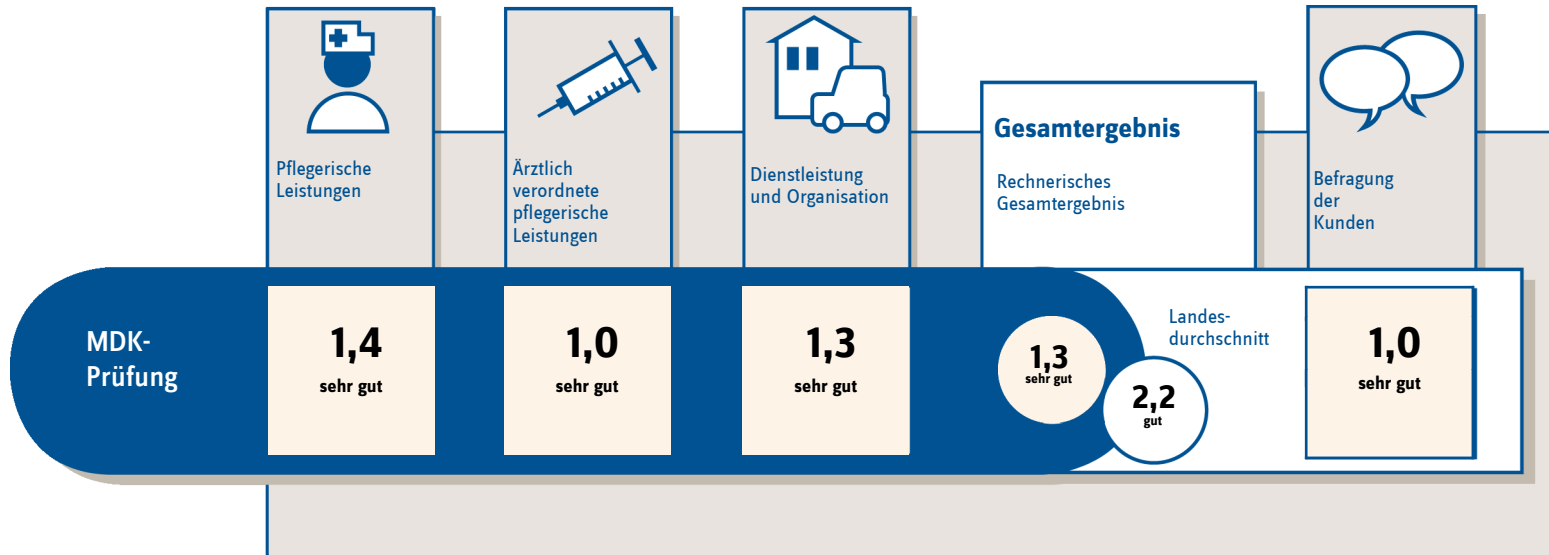 Pflegerische
Leistungen
Ärztlich
verordnete
pflegerische
Leistungen
Dienstleistung
und Organisation
Gesamtergebnis
Rechnerisches
Gesamtergebnis
Befragung
der
Kunden
MDK-
Prüfung
1,4
sehr gut
1,0
sehr gut
1,3
sehr gut
1,3
sehr gut
Landes-
durchschnitt
2,2
gut
1,0
sehr gut